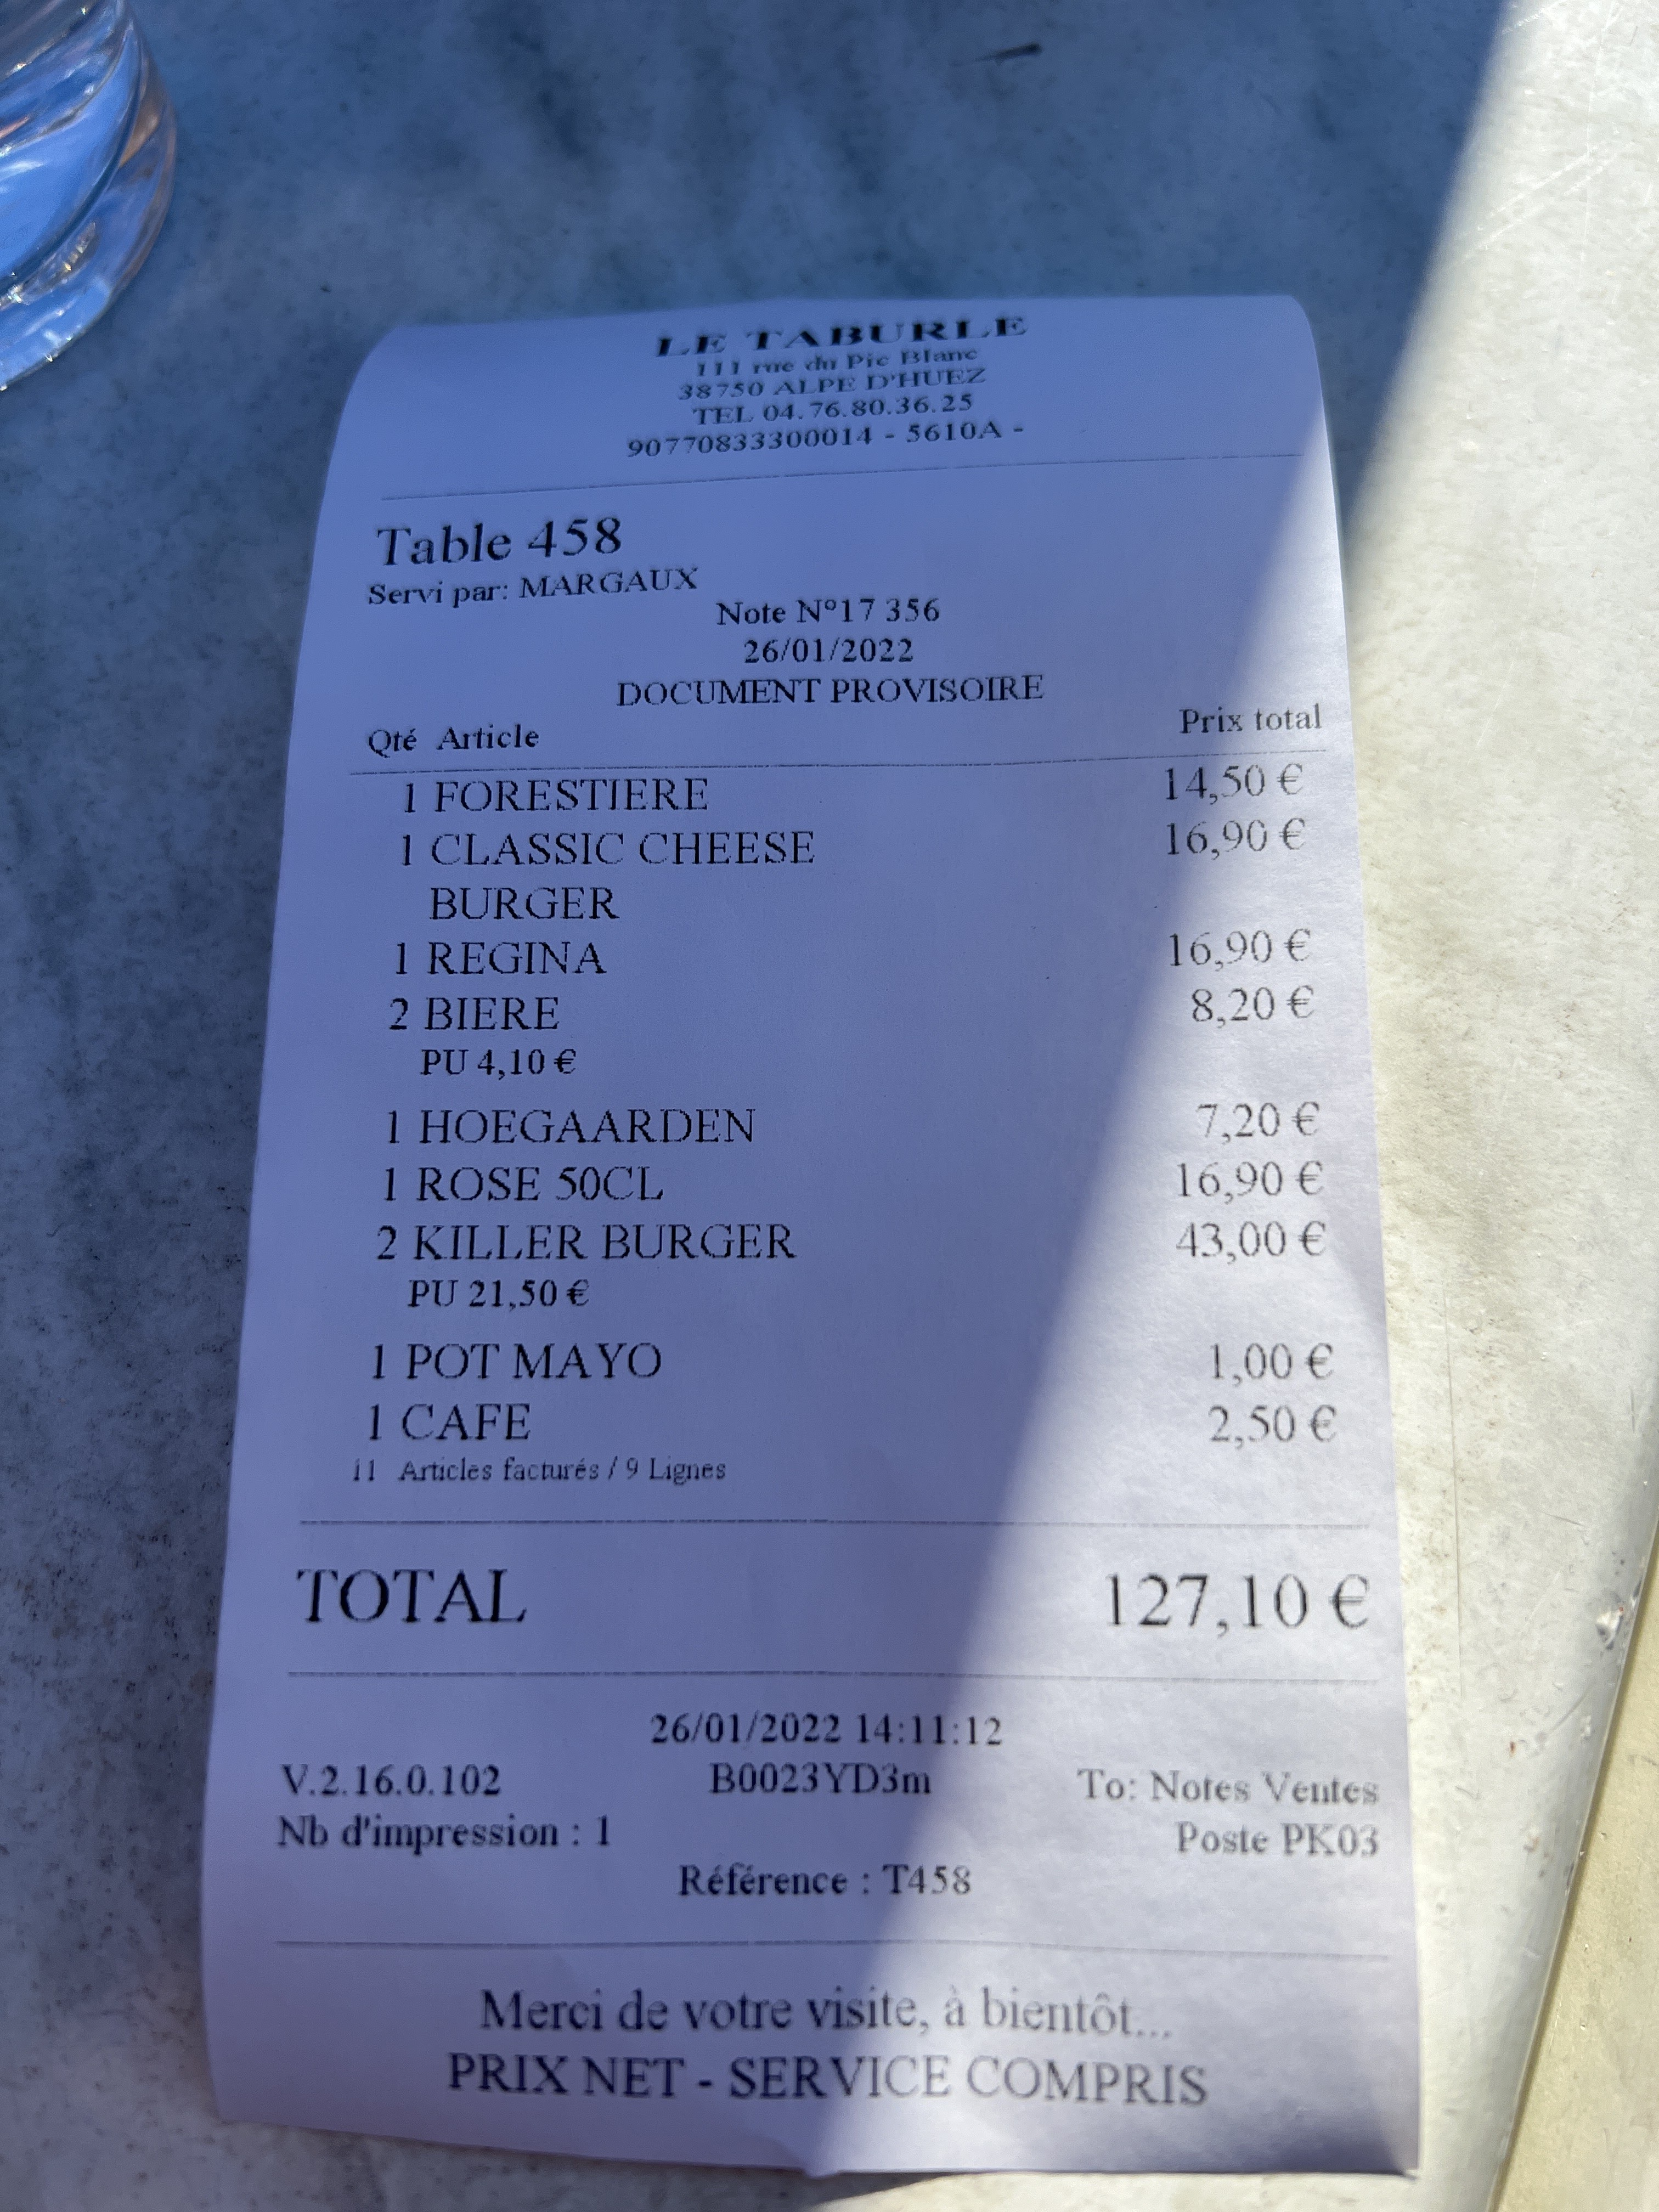 LE TABURLE
111 rue du Pic Blanc
38750 ALPE D'HUEZ
TEL 04.76.80.36.25
90770833300014 - 5610A -
Table 458
Servi par: MARGAUX
Note N°17 356
26/01/2022
DOCUMENT PROVISOIRE
Qté Article Prix total
1 FORESTIERE 14,50 €
1 CLASSIC CHEESE 16,90 €
BURGER
1 REGINA 16,90 €
2 BIERE 8,20 €
PU 4,10 €
1 HOEGAARDEN 7,20 €
1 ROSE 50CL 16,90 €
2 KILLER BURGER 43,00 €
PU 21,50 €
1 POT MAYO 1,00 €
1 CAFE 2,50 €
11 Articles facturés / 9 Lignes
TOTAL 127,10 €
26/01/2022 14:11:12
V.2.16.0.102 B0023YD3m To: Notes Ventes
Nb d'impression : 1 Poste PK03
Référence : T458
Merci de votre visite, à bientôt...
PRIX NET - SERVICE COMPRIS